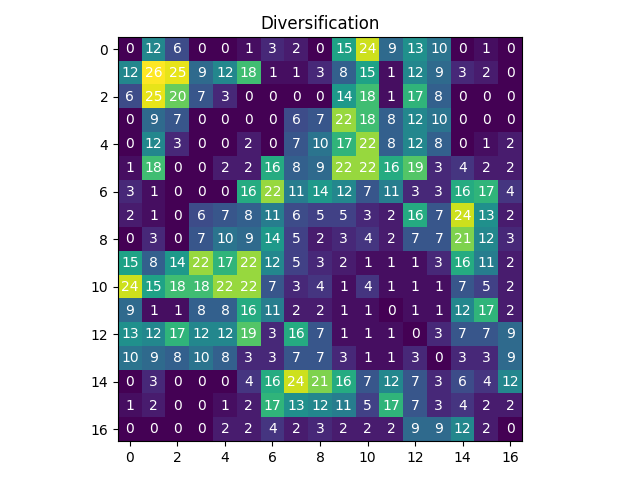 Diversification
0 0 12 6 0 0 1 3 2 0 15 24 9 13 10 0 1 0
12 26 25 9 12 18 1 1 3 8 15 1 12 9 3 2 0
2 6 25 20 7 3 0 0 0 0 14 18 1 17 8 0 0 0
0 9 7 0 0 0 0 6 7 22 18 8 12 10 0 0 0
4 0 12 3 0 0 2 0 7 10 17 22 8 12 8 0 1 2
1 18 0 0 2 2 16 8 9 22 22 16 19 3 4 2 2
6 3 1 0 0 0 16 22 11 14 12 7 11 3 3 16 17 4
2 1 0 6 7 8 11 6 5 5 3 2 16 7 24 13 2
8 0 3 0 7 10 9 14 5 2 3 4 2 7 7 21 12 3
15 8 14 22 17 22 12 5 3 2 1 1 1 3 16 11 2
10 24 15 18 18 22 22 7 3 4 1 4 1 1 1 7 5 2
9 1 1 8 8 16 11 2 2 1 1 0 1 1 12 17 2
12 13 12 17 12 12 19 3 16 7 1 1 1 0 3 7 7 9
10 9 8 10 8 3 3 7 7 3 1 1 3 0 3 3 9
14 0 3 0 0 4 16 24 21 16 7 12 7 3 6 4 12
1 2 0 0 1 2 17 13 12 11 5 17 7 3 4 2 2
16 0 0 0 0 2 2 4 2 3 2 2 2 9 9 12 2 0
0 2 4 6 8 10 12 14 16